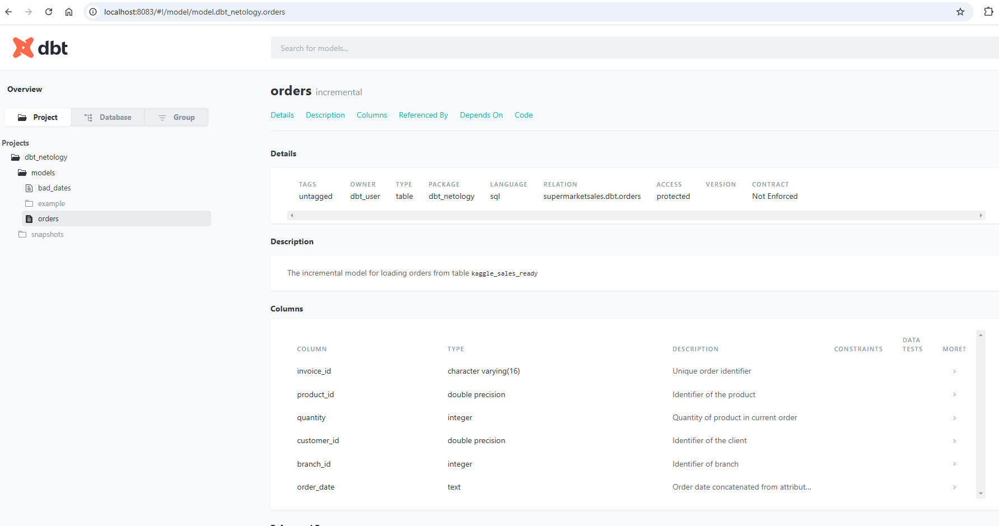 localhost:8083/#!/model/model.dbt_netology.orders
dbt
Search for models...
Overview
Project Database Group
Projects
dbt_netology
models
bad_dates
example
orders
snapshots
orders incremental
Details Description Columns Referenced By Depends On Code
Details
TAGS OWNER TYPE PACKAGE LANGUAGE RELATION ACCESS VERSION CONTRACT
untagged dbt_user table dbt_netology sql supermarketsales.dbt.orders protected Not Enforced
Description
The incremental model for loading orders from table kaggle_sales_ready
Columns
COLUMN TYPE DESCRIPTION CONSTRAINTS DATA TESTS MORE?
invoice_id character varying(16) Unique order identifier
product_id double precision Identifier of the product
quantity integer Quantity of product in current order
customer_id double precision Identifier of the client
branch_id integer Identifier of branch
order_date text Order date concatenated from attribut...